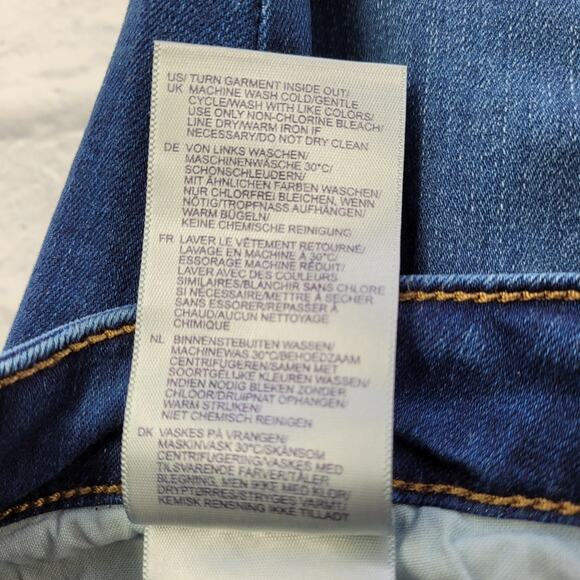 US/ TURN GARMENT INSIDE OUT/
UK MACHINE WASH COLD/GENTLE
CYCLE/WASH WITH LIKE COLORS/
USE ONLY NON-CHLORINE BLEACH/
LINE DRY/WARM IRON IF
NECESSARY/DO NOT DRY CLEAN
DE VON LINKS WASCHEN/
MASCHINENWÄSCHE 30°C/
SCHONSCHLEUDERN/
MIT ÄHNLICHEN FARBEN WASCHEN/
NUR CHLORFREI BLEICHEN, WENN
NÖTIG/TROPFNASS AUFHÄNGEN/
WARM BÜGELN/
KEINE CHEMISCHE REINIGUNG
FR LAVER LE VÊTEMENT RETOURNÉ/
LAVAGE EN MACHINE À 30°C/
ESSORAGE MACHINE RÉDUIT/
LAVER AVEC DES COULEURS
SIMILAIRES/BLANCHIR SANS CHLORE
SI NÉCESSAIRE/METTRE À SÉCHER
SANS ESSORER/REPASSER À
CHAUD/AUCUN NETTOYAGE
CHIMIQUE
NL BINNENSTEBUITEN WASSEN/
MACHINEWAS 30°C/BEHOEDZAAM
CENTRIFUGEREN/SAMEN MET
SOORTGELIJKE KLEUREN WASSEN/
INDIEN NODIG BLEKEN ZONDER
CHLOOR/DRUIPNAT OPHANGEN/
WARM STRIJKEN/
NIET CHEMISCH REINIGEN
DK VASKES PÅ VRANGEN/
MASKINVASK 30°C/SKÅNSOM
CENTRIFUGERING/VASKES MED
TILSVARENDE FARVER/TÅLER
BLEGNING, MEN IKKE MED KLOR/
DRYPTØRRES/STRYGES VARMT/
KEMISK RENSNING IKKE TILLADT